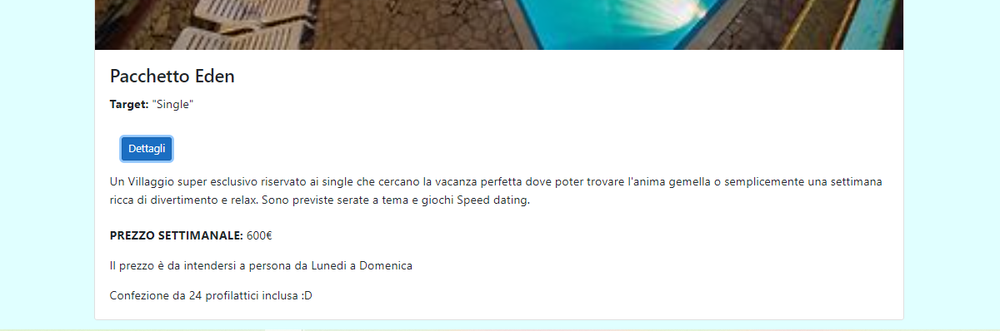 Pacchetto Eden
Target: "Single"
Dettagli
Un Villaggio super esclusivo riservato ai single che cercano la vacanza perfetta dove poter trovare l'anima gemella o semplicemente una settimana
ricca di divertimento e relax. Sono previste serate a tema e giochi Speed dating.
PREZZO SETTIMANALE: 600€
Il prezzo è da intendersi a persona da Lunedi a Domenica
Confezione da 24 profilattici inclusa :D